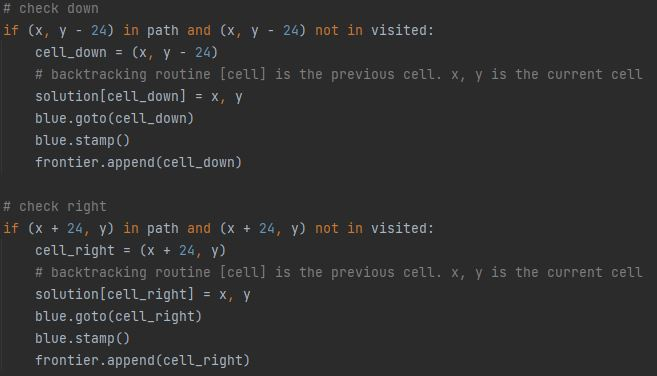 # check down
if (x, y - 24) in path and (x, y - 24) not in visited:
    cell_down = (x, y - 24)
    # backtracking routine [cell] is the previous cell. x, y is the current cell
    solution[cell_down] = x, y
    blue.goto(cell_down)
    blue.stamp()
    frontier.append(cell_down)

# check right
if (x + 24, y) in path and (x + 24, y) not in visited:
    cell_right = (x + 24, y)
    # backtracking routine [cell] is the previous cell. x, y is the current cell
    solution[cell_right] = x, y
    blue.goto(cell_right)
    blue.stamp()
    frontier.append(cell_right)